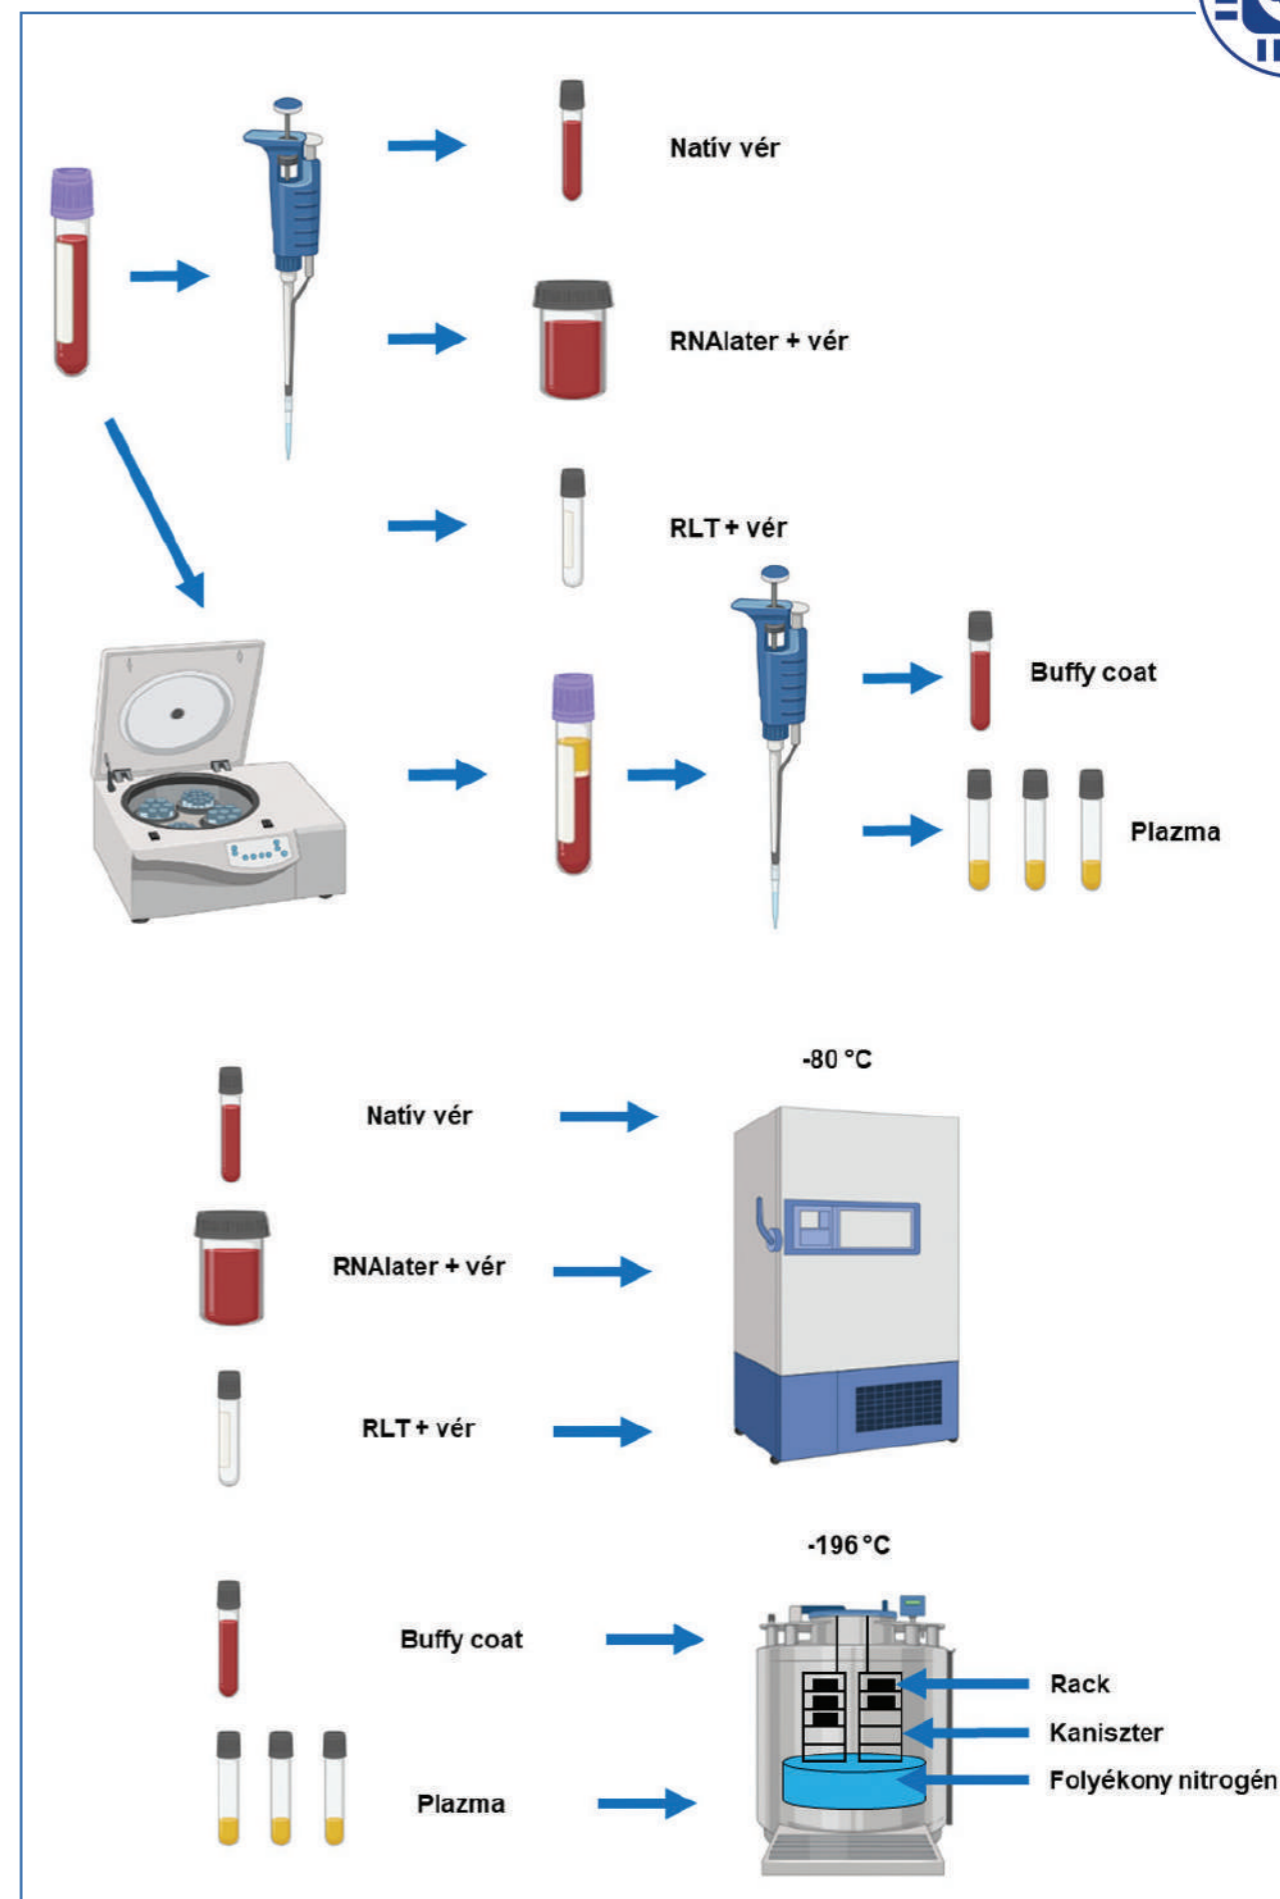 Natív vér
RNAlater + vér
RLT + vér
Buffy coat
Plazma
-80 °C
Natív vér
RNAlater + vér
RLT + vér
-196 °C
Buffy coat
Rack
Kaniszter
Folyékony nitrogén
Plazma